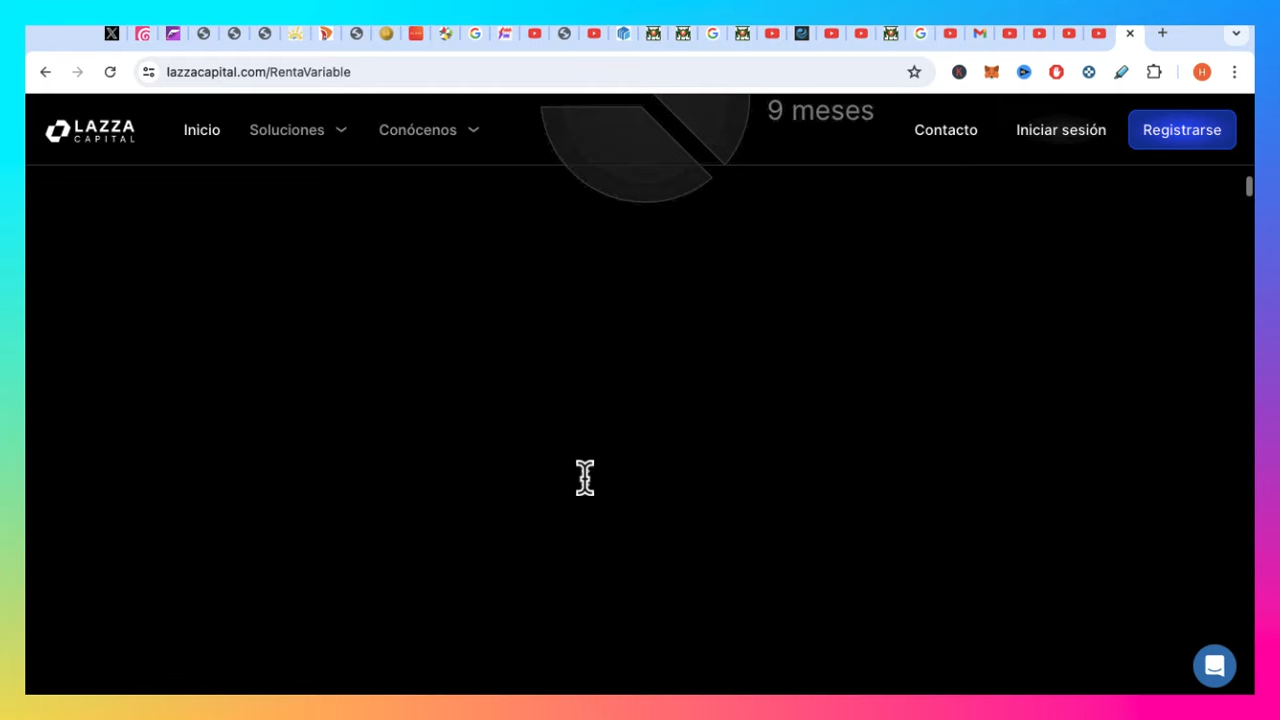 lazzacapital.com/RentaVariable
H
LAZZA
CAPITAL
Inicio
Soluciones
Conócenos
9 meses
Contacto
Iniciar sesión
Registrarse